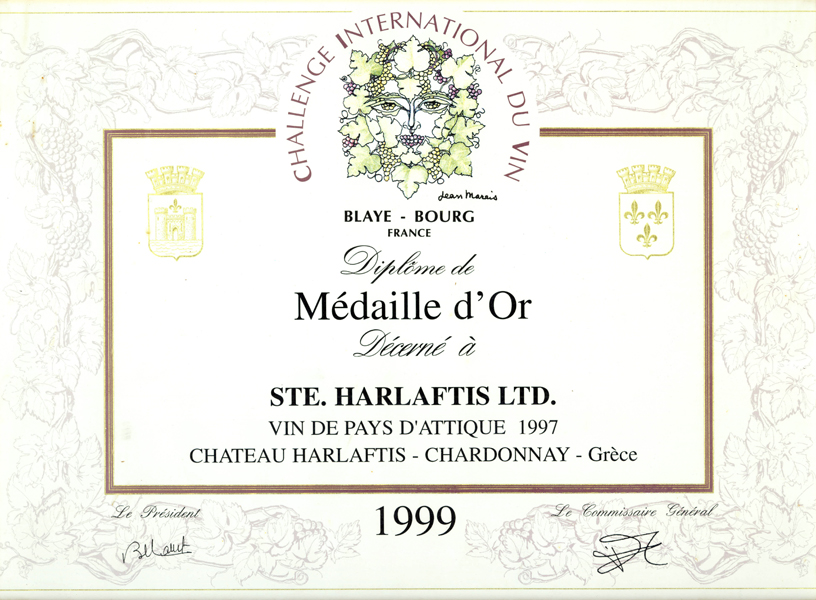 CHALLENGE INTERNATIONAL DU VIN
Jean Marais
BLAYE - BOURG
FRANCE
Diplôme de
Médaille d'Or
Décerné à
STE. HARLAFTIS LTD.
VIN DE PAYS D'ATTIQUE 1997
CHATEAU HARLAFTIS - CHARDONNAY - Grèce
Le Président
1999
Le Commissaire Général